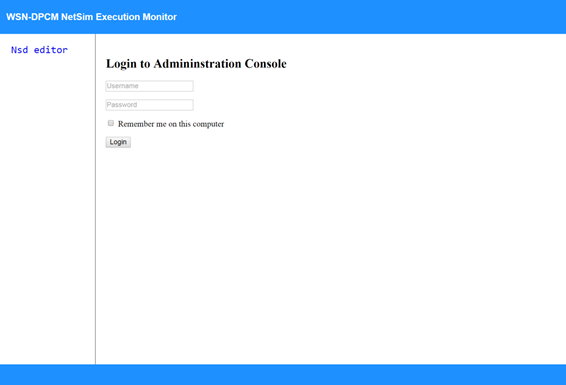 WSN-DPCM NetSim Execution Monitor
Nsd editor
Login to Admininstration Console
Username
Password
Remember me on this computer
Login